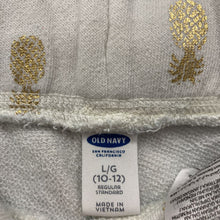 OLD NAVY
SAN FRANCISCO
CALIFORNIA
L/G
(10-12)
REGULAR
STANDARD
MADE IN
VIETNAM